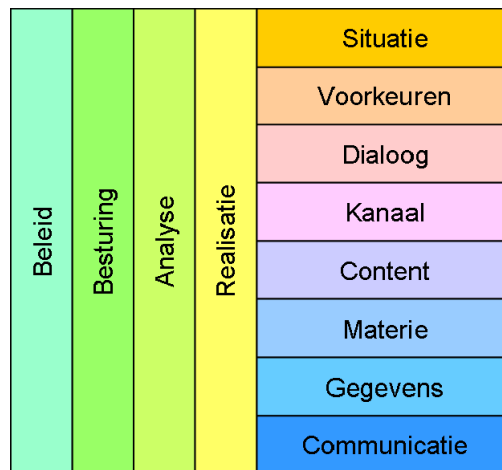 Beleid
Besturing
Analyse
Realisatie
Situatie
Voorkeuren
Dialoog
Kanaal
Content
Materie
Gegevens
Communicatie